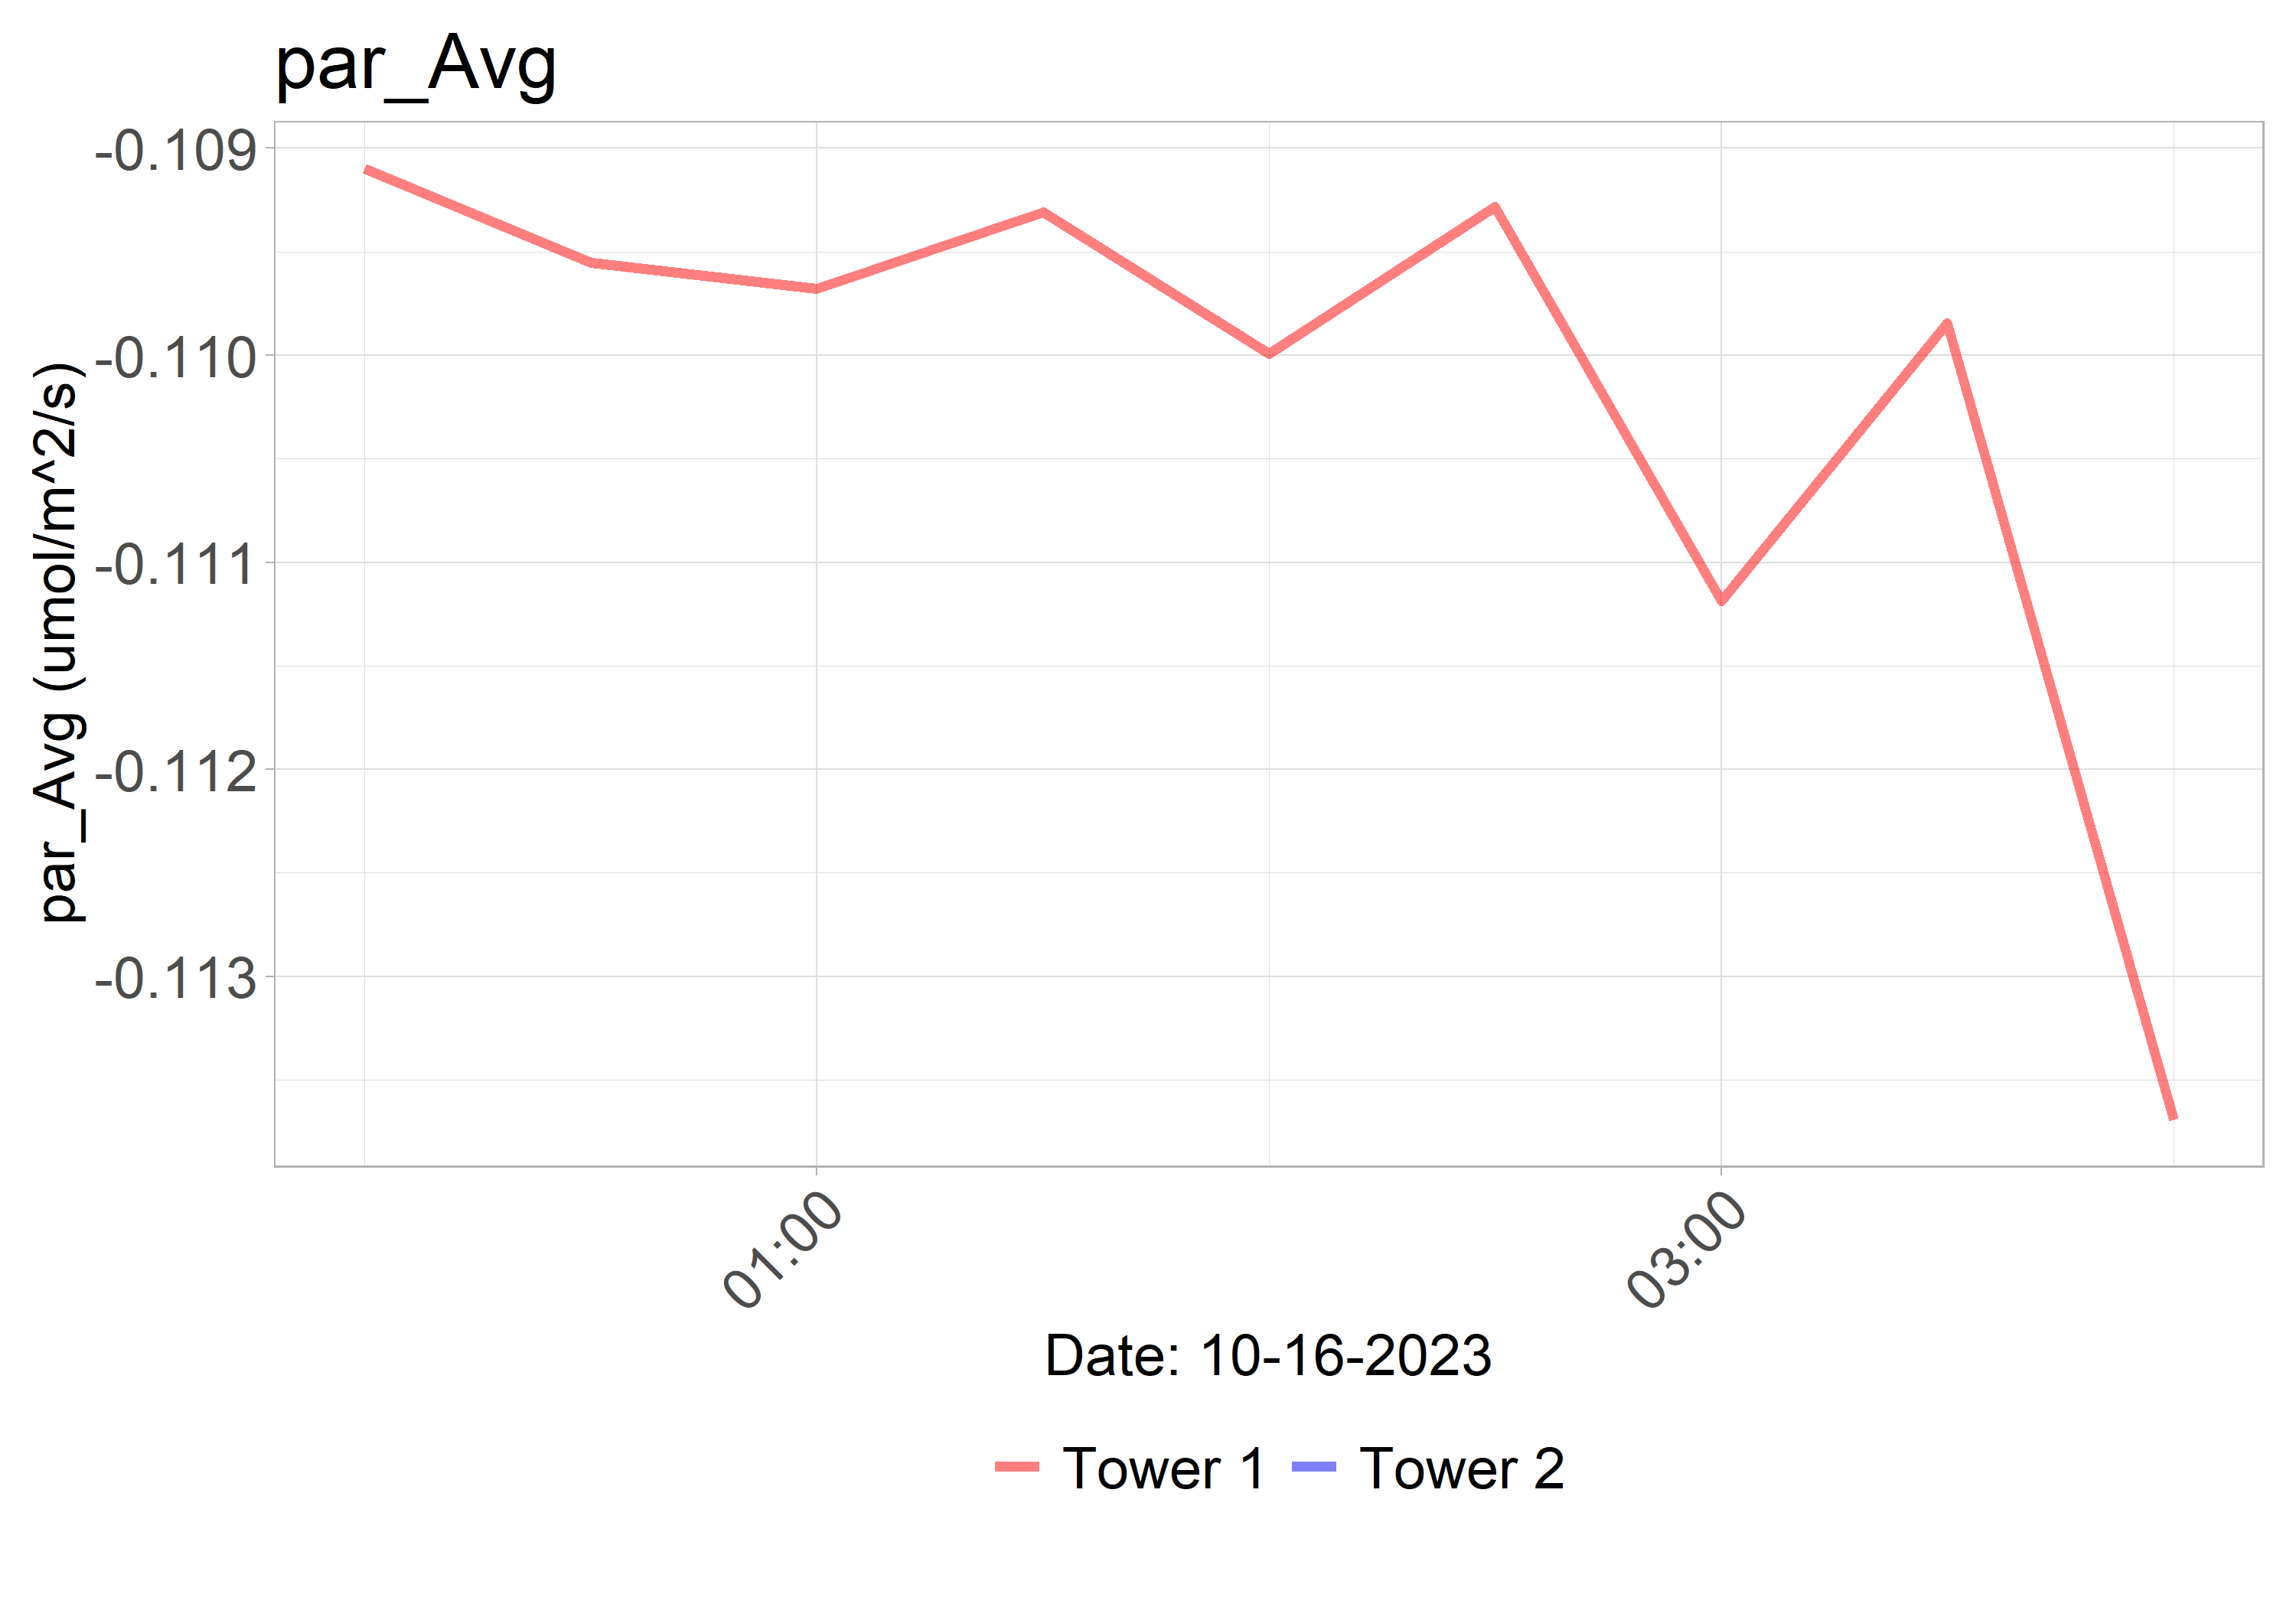 par_Avg
par_Avg (umol/m^2/s)
-0.109
-0.110
-0.111
-0.112
-0.113
01:00
03:00
Date: 10-16-2023
Tower 1
Tower 2